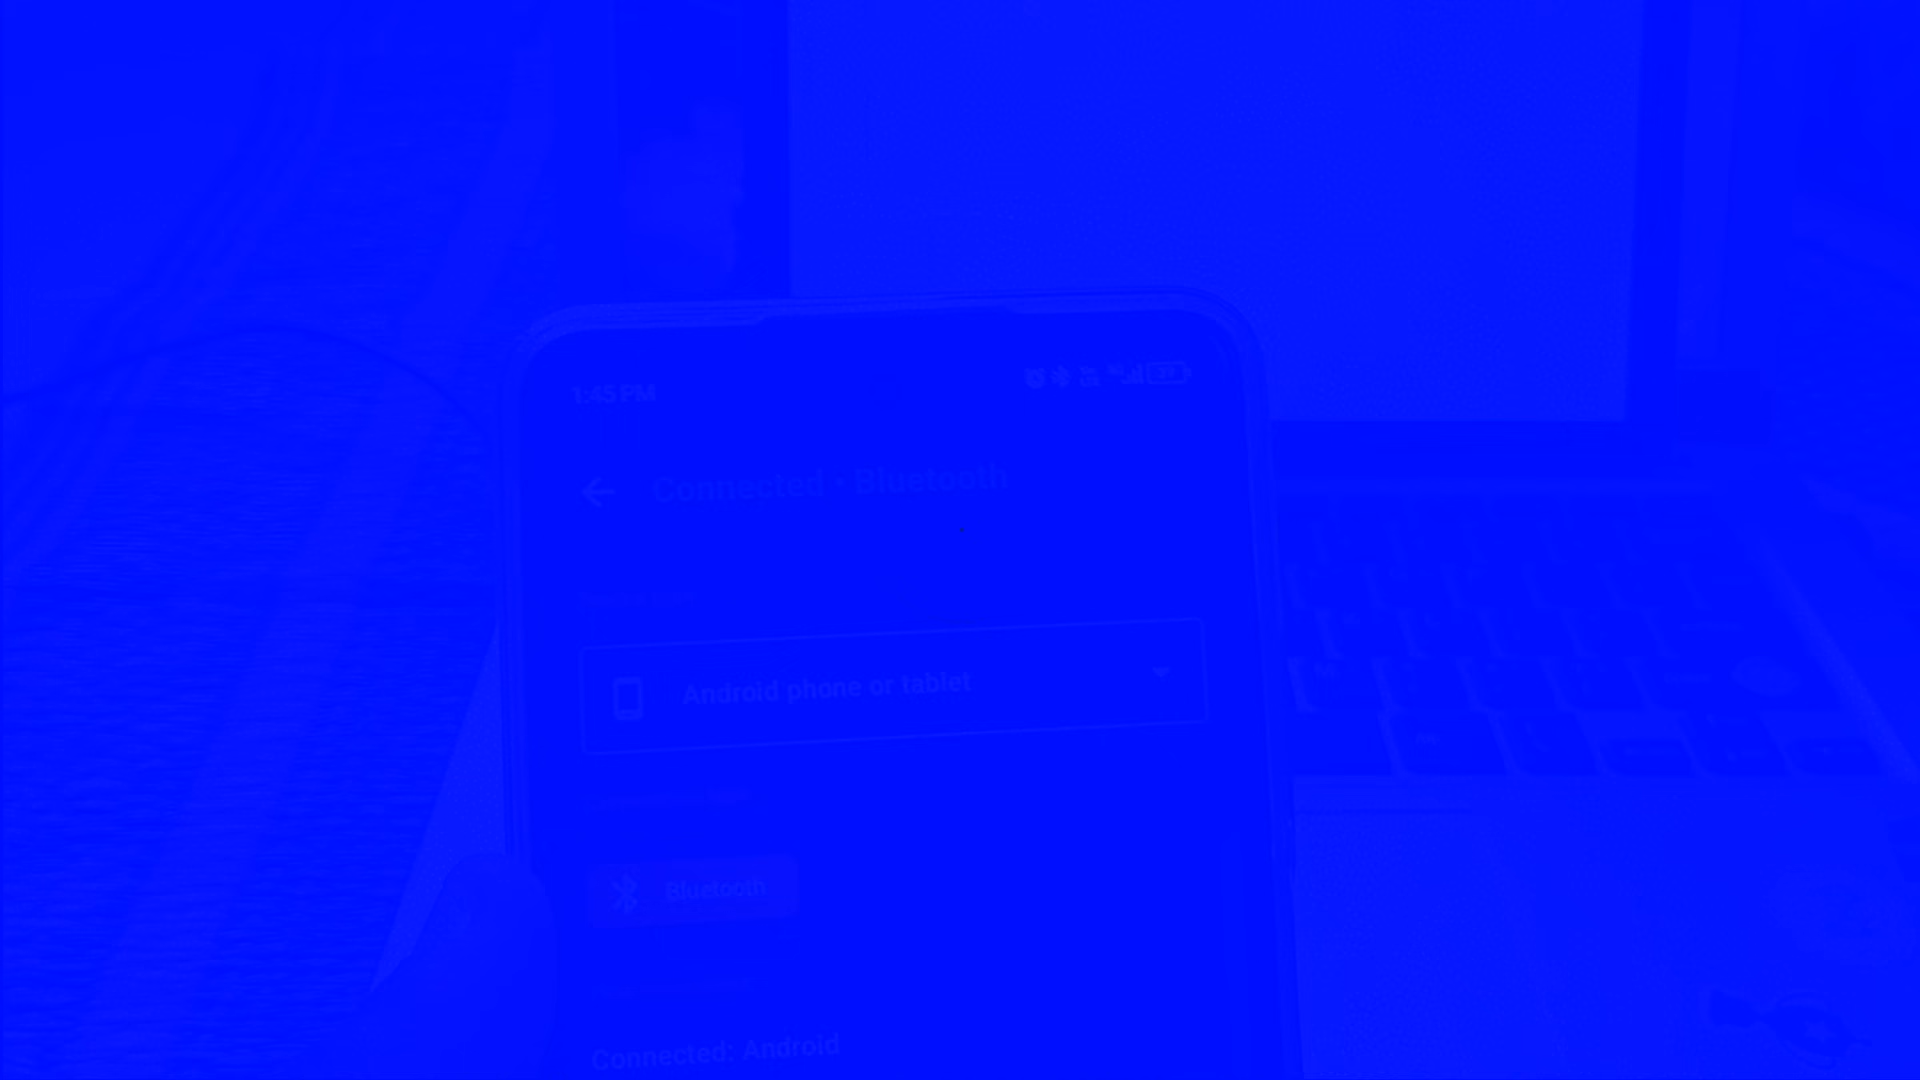 1:45 PM
Connected • Bluetooth
Android phone or tablet
Bluetooth
Connected: Android